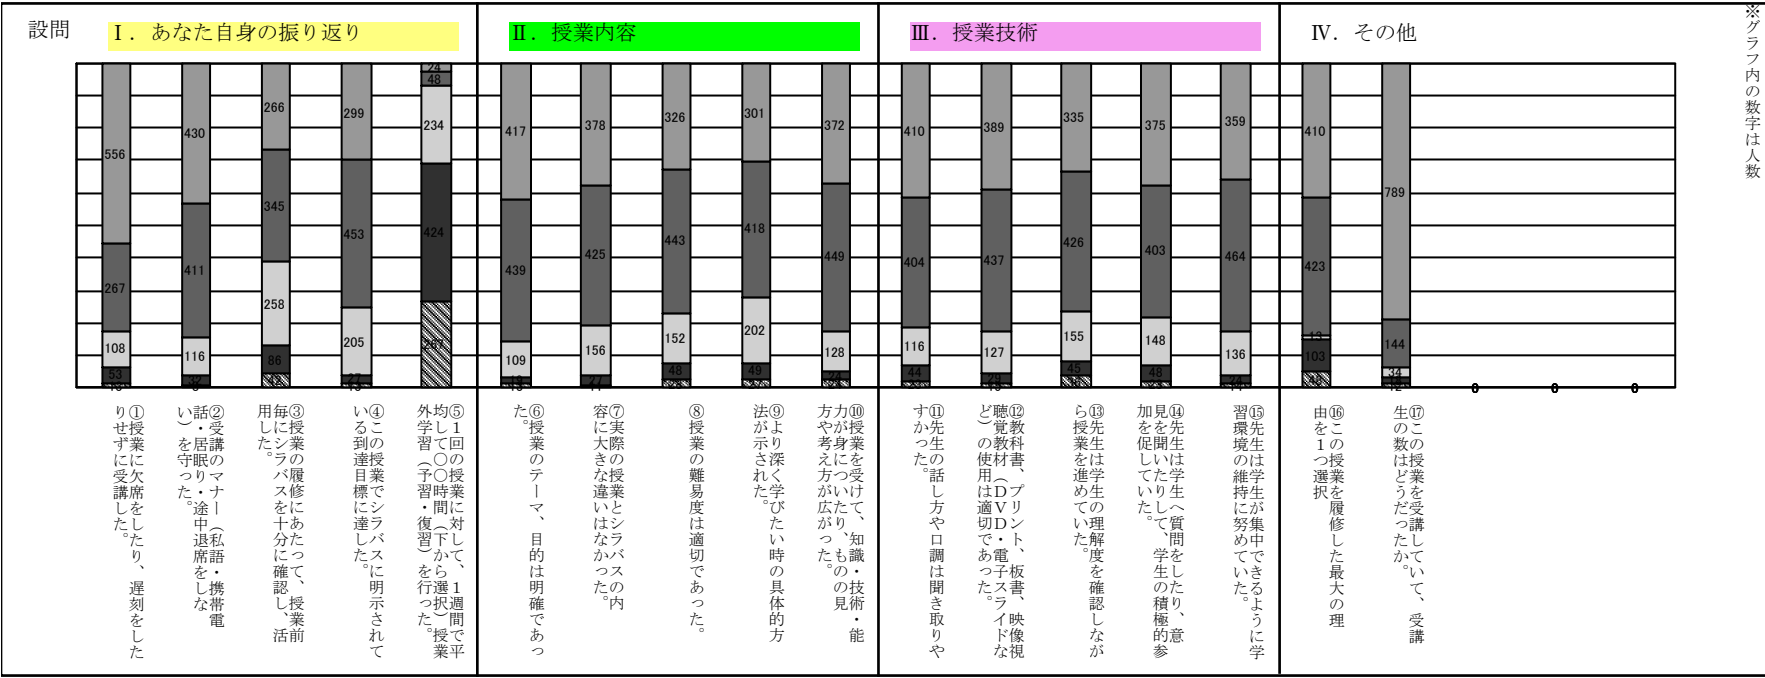 設問
Ⅰ．あなた自身の振り返り
Ⅱ．授業内容
Ⅲ．授業技術
Ⅳ．その他
※グラフ内の数字は人数
556
267
108
53
430
411
116
32
266
345
258
86
42
299
453
205
27
13
24
48
234
424
267
417
439
109
378
425
156
27
11
326
443
152
48
301
418
202
49
372
449
128
24
410
404
116
44
389
437
127
29
335
426
155
45
375
403
148
48
359
464
136
24
410
423
13
103
48
789
144
34
12
0
0
0
①授業に欠席をしたり、遅刻をした
りせずに受講した。
②受講のマナー（私語・携帯電
話・居眠り・途中退席をしな
い）を守った。
③授業の履修にあたって、授業前
毎にシラバスを十分に確認し、活
用した。
④この授業でシラバスに明示されて
いる到達目標に達した。
⑤１回の授業に対して、１週間で平
均して〇〇時間（下から選択）授業
外学習（予習・復習）を行った。
⑥授業のテーマ、目的は明確であっ
た。
⑦実際の授業とシラバスの内
容に大きな違いはなかった。
⑧授業の難易度は適切であった。
⑨より深く学びたい時の具体的方
法が示された。
⑩授業を受けて、知識・技術・能
力が身についたり、ものの見
方や考え方が広がった。
⑪先生の話し方や口調は聞き取りや
すかった。
⑫教科書、プリント、板書、映像視
聴覚教材（ＤＶＤ・電子スライドな
ど）の使用は適切であった。
⑬先生は学生の理解度を確認しなが
ら授業を進めていた。
⑭先生は学生へ質問をしたり、意
見を聞いたりして、学生の積極的参
加を促していた。
⑮先生は学生が集中できるように学
習環境の維持に努めていた。
⑯この授業を履修した最大の理
由を１つ選択
⑰この授業を受講していて、受講
生の数はどうだったか。